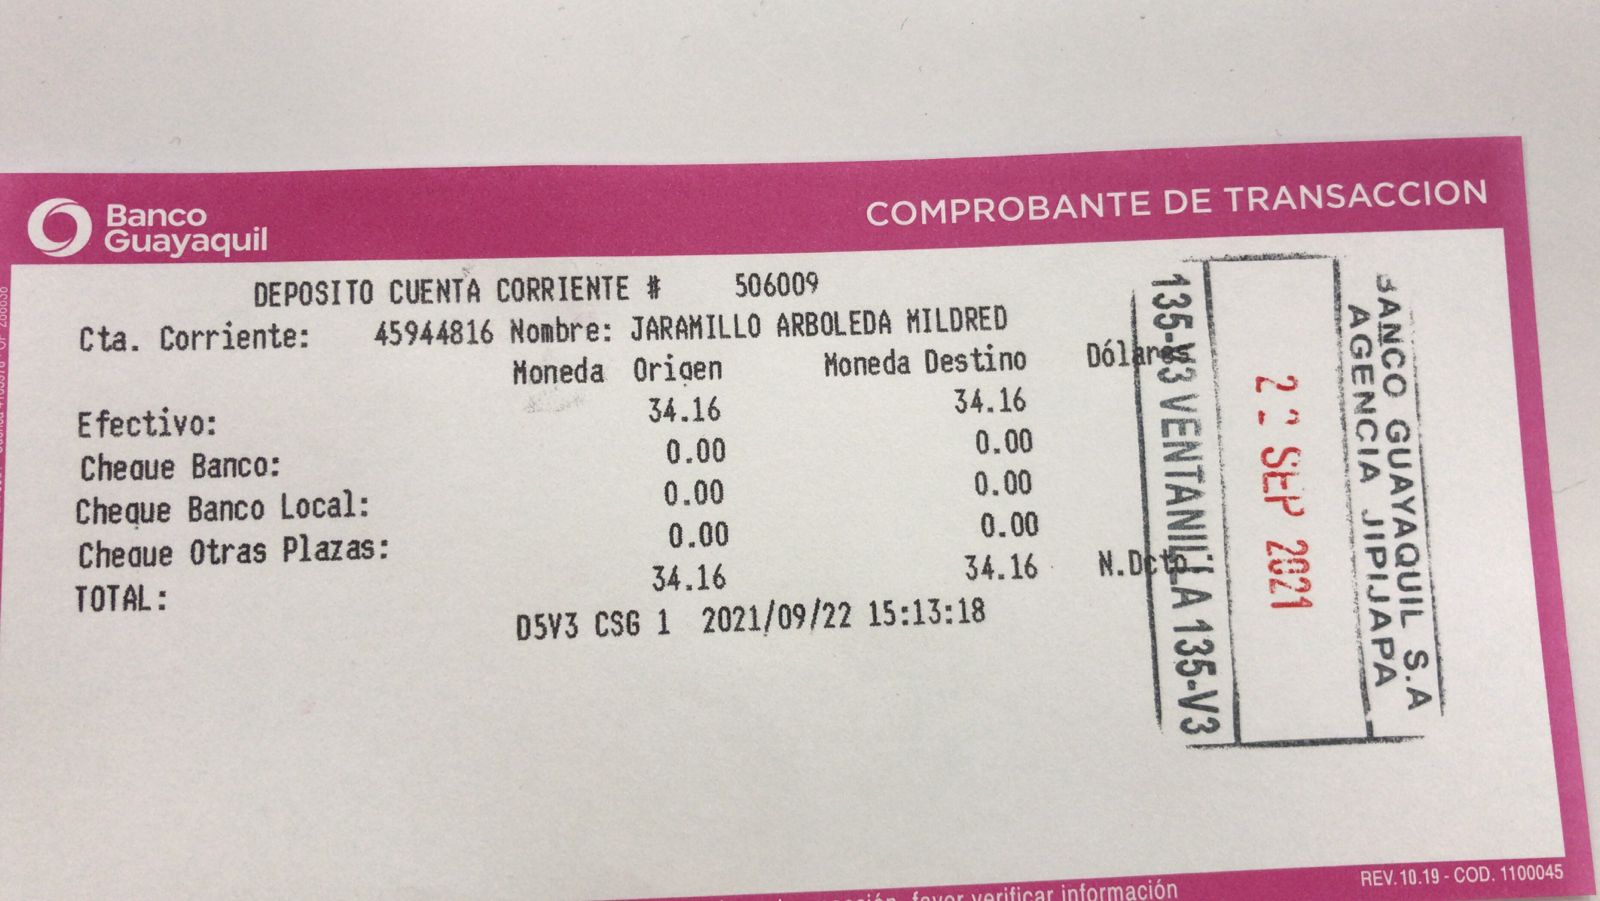 Banco
Guayaquil
COMPROBANTE DE TRANSACCION
DEPOSITO CUENTA CORRIENTE # 506009
Cta. Corriente: 45944816 Nombre: JARAMILLO ARBOLEDA MILDRED
Moneda Origen Moneda Destino Dólares
Efectivo: 34.16 34.16
Cheque Banco: 0.00 0.00
Cheque Banco Local: 0.00 0.00
Cheque Otras Plazas: 0.00 0.00
TOTAL: 34.16 34.16
D5V3 CSG 1 2021/09/22 15:13:18
BANCO GUAYAQUIL S.A
AGENCIA JIPIJAPA
SEP 2021
135-V3 VENTANILLA 135-V3
favor verificar información
REV. 10.19 - COD. 1100045